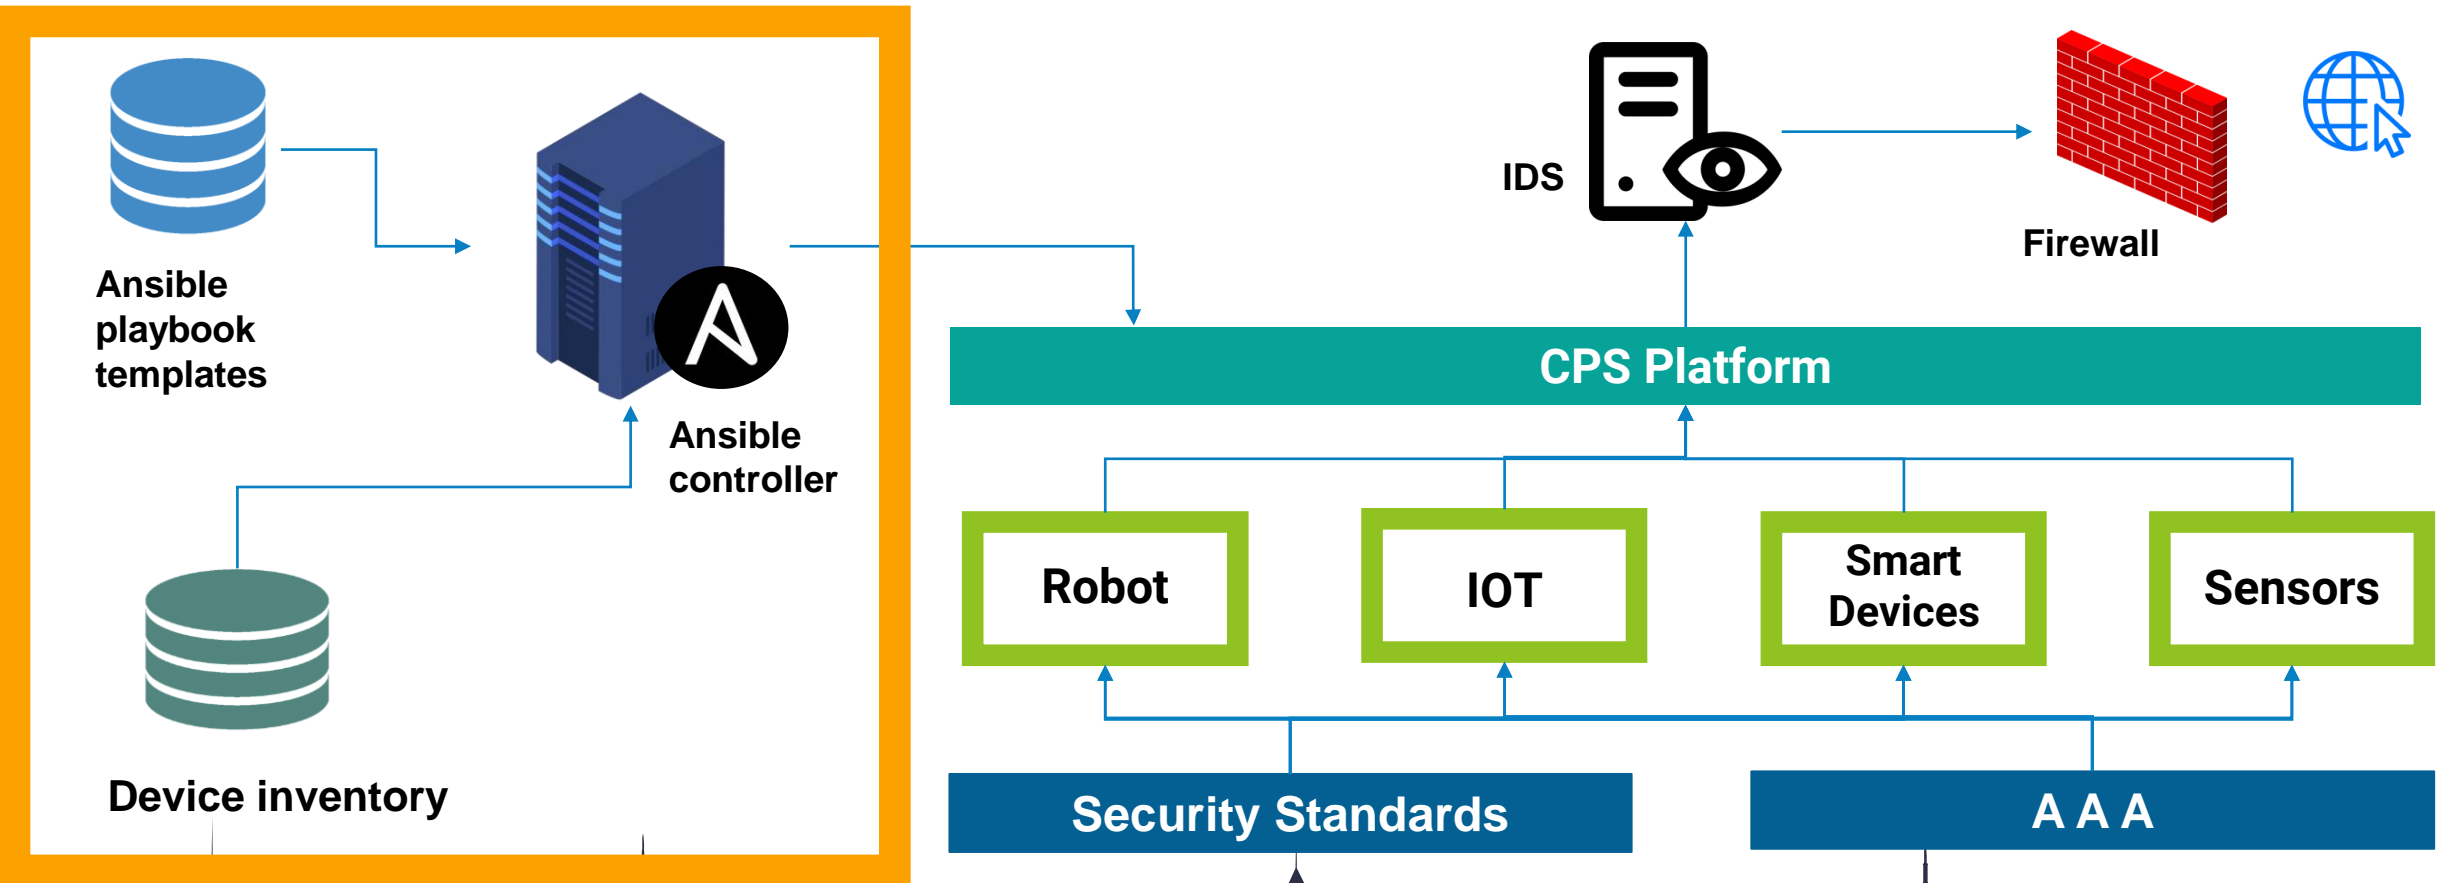 Ansible
playbook
templates
Ansible
controller
Device inventory
IDS
Firewall
CPS Platform
Robot
IOT
Smart
Devices
Sensors
Security Standards
A A A